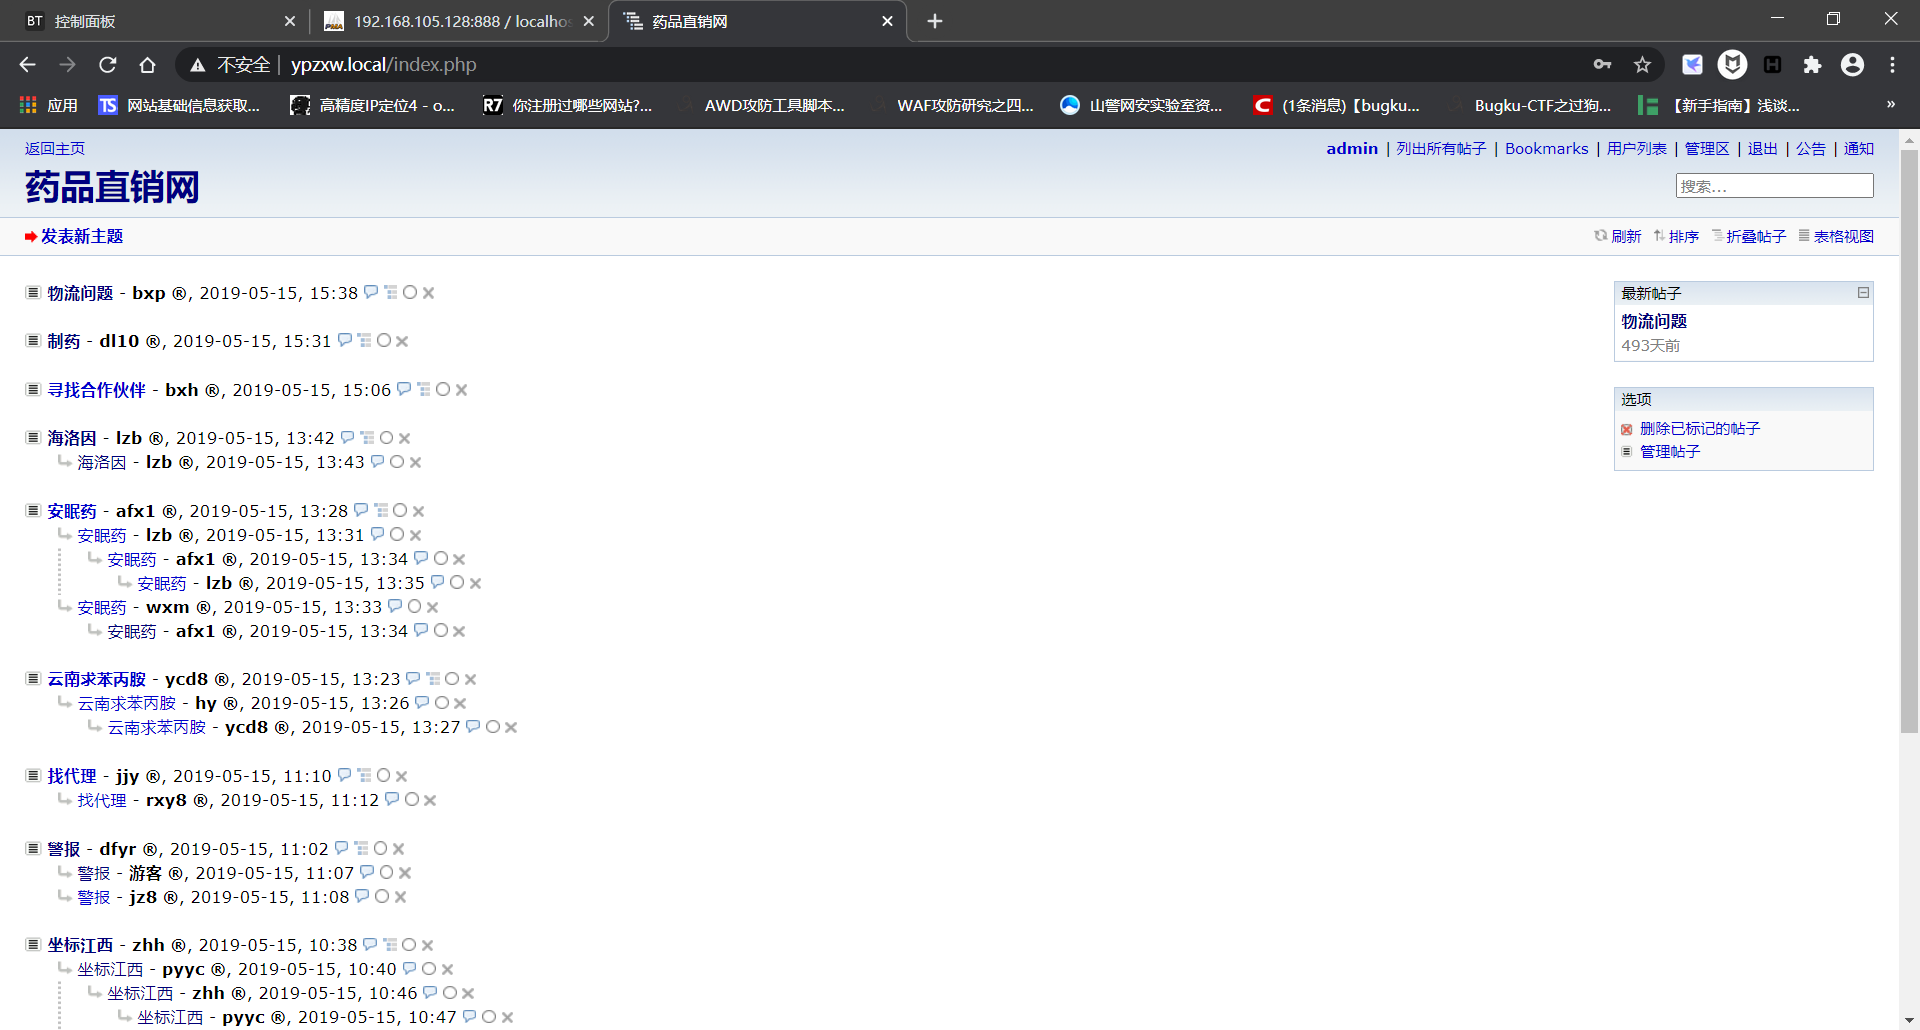 BT 控制面板
PMA 192.168.105.128:888 / localhos
药品直销网
不安全 ypzxw.local/index.php
应用 TS 网站基础信息获取... 高精度IP定位4 - o... R7 你注册过哪些网站?... AWD攻防工具脚本... WAF攻防研究之四... 山警网安实验室资... C (1条消息)【bugku... Bugku-CTF之过狗... 【新手指南】浅谈... »
返回主页
admin | 列出所有帖子 | Bookmarks | 用户列表 | 管理区 | 退出 | 公告 | 通知
药品直销网
搜索...
发表新主题
刷新 排序 折叠帖子 表格视图
物流问题 - bxp ®, 2019-05-15, 15:38
制药 - dl10 ®, 2019-05-15, 15:31
寻找合作伙伴 - bxh ®, 2019-05-15, 15:06
海洛因 - lzb ®, 2019-05-15, 13:42
海洛因 - lzb ®, 2019-05-15, 13:43
安眠药 - afx1 ®, 2019-05-15, 13:28
安眠药 - lzb ®, 2019-05-15, 13:31
安眠药 - afx1 ®, 2019-05-15, 13:34
安眠药 - lzb ®, 2019-05-15, 13:35
安眠药 - wxm ®, 2019-05-15, 13:33
安眠药 - afx1 ®, 2019-05-15, 13:34
云南求苯丙胺 - ycd8 ®, 2019-05-15, 13:23
云南求苯丙胺 - hy ®, 2019-05-15, 13:26
云南求苯丙胺 - ycd8 ®, 2019-05-15, 13:27
找代理 - jjy ®, 2019-05-15, 11:10
找代理 - rxy8 ®, 2019-05-15, 11:12
警报 - dfyr ®, 2019-05-15, 11:02
警报 - 游客 ®, 2019-05-15, 11:07
警报 - jz8 ®, 2019-05-15, 11:08
坐标江西 - zhh ®, 2019-05-15, 10:38
坐标江西 - pyyc ®, 2019-05-15, 10:40
坐标江西 - zhh ®, 2019-05-15, 10:46
坐标江西 - pyyc ®, 2019-05-15, 10:47
最新帖子
物流问题
493天前
选项
删除已标记的帖子
管理帖子